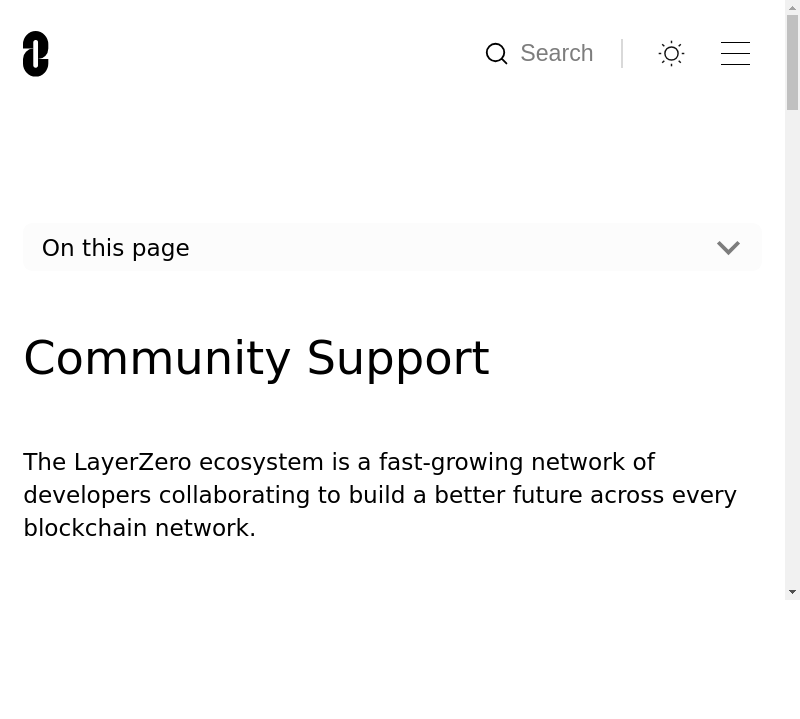 Search
On this page
Community Support
The LayerZero ecosystem is a fast-growing network of
developers collaborating to build a better future across every
blockchain network.